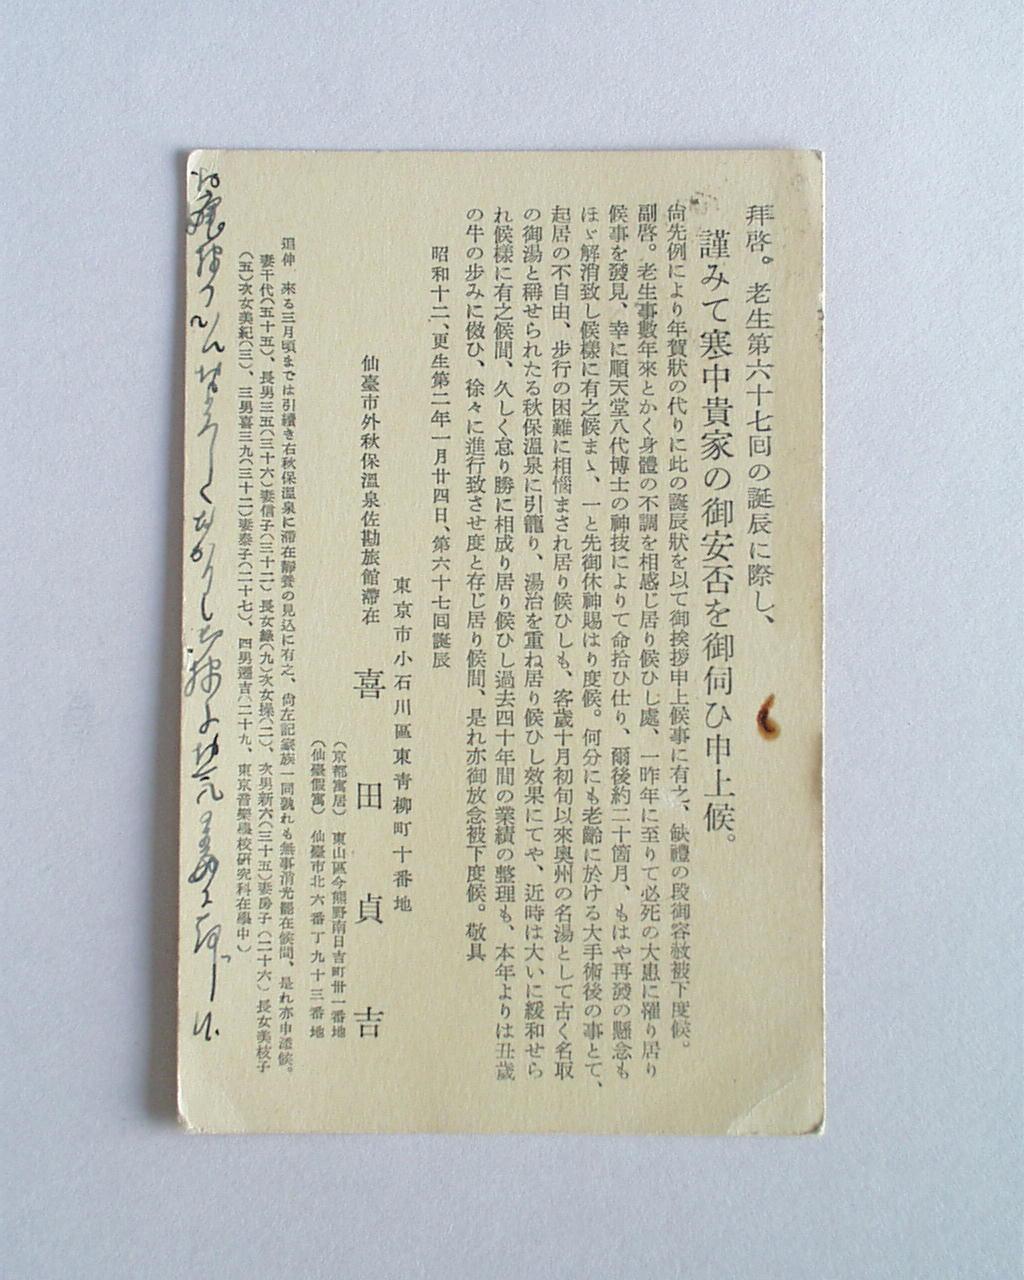 拜啓。老生第六十七回の誕辰に際し、
謹みて寒中貴家の御安否を御伺ひ申上候。
尙先例により年賀狀の代りに此の誕辰狀を以て御挨拶申上候事に有之、缺禮の段御容赦被下度候。
副啓。老生事數年來とかく身體の不調を相感じ居り候ひし處、一昨年に至りて必死の大患に罹り居り
候事を發見、幸に順天堂八代博士の神技によりて命拾ひ仕り、爾後約二十箇月、もはや再發の懸念も
ほゞ解消致し候樣に有之候まゝ、一と先御休神賜はり度候。何分にも老齡に於ける大手術後の事とて、
起居の不自由、步行の困難に相惱まされ居り候ひしも、客歲十月初旬以來奧州の名湯として古く名取
の御湯と稱せられたる秋保溫泉に引籠り、湯治を重ね居り候ひし效果にてや、近時は大いに緩和せら
れ候樣に有之候間、久しく怠り勝に相成り居り候ひし過去四十年間の業績の整理も、本年よりは丑歲
の牛の步みに傚ひ、徐々に進行致させ度と存じ居り候間、是れ亦御放念被下度候。敬具
昭和十二、更生第二年一月廿四日、第六十七回誕辰
東京市小石川區東靑柳町十番地
仙臺市外秋保溫泉佐勘旅館滯在 喜田貞吉
(京都寓居) 東山區今熊野南日吉町卅一番地
(仙臺假寓) 仙臺市北六番丁九十三番地
追伸 來る三月頃までは引續き右秋保溫泉に滯在靜養の見込に有之、尙左記家族一同孰れも無事消光罷在候間、是れ亦申添候。
妻千代(五十五)、長男三五(三十六)妻信子(三十二)長女綠(九)次女操(二)、次男新六(三十五)妻房子(二十六)長女美枝子
(五)次女美紀(三)、三男喜三九(三十二)妻泰子(二十七)、四男遷吉(二十九、東京音樂學校硏究科在學中)